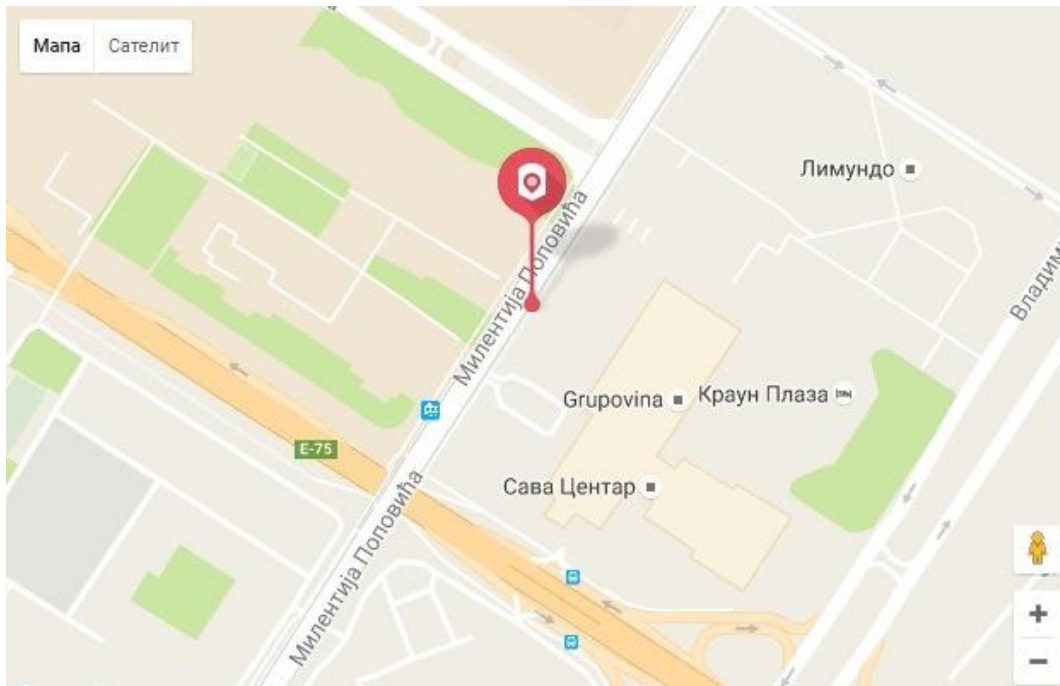 Мапа
Сателит
Лимундо
Милентија Поповића
Grupovina
Краун Плаза
Е-75
Сава Центар
Милентија Поповића